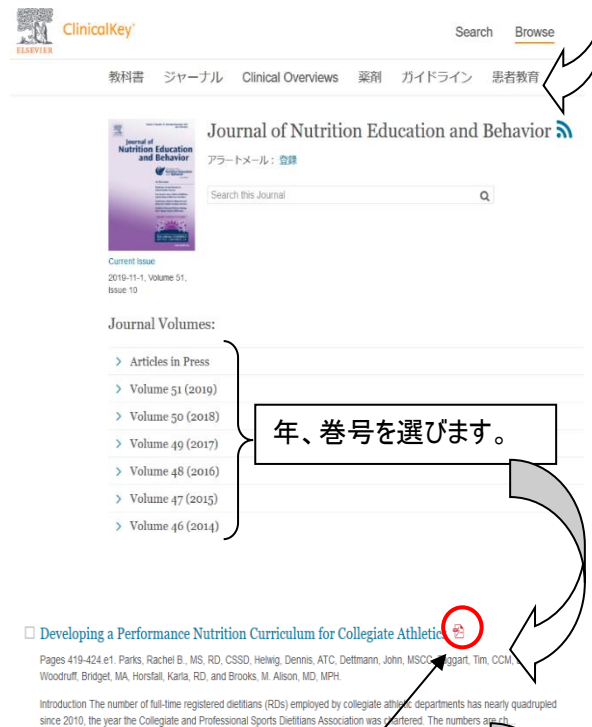 ELSEVIER
ClinicalKey®
Search Browse
教科書 ジャーナル Clinical Overviews 薬剤 ガイドライン 患者教育
Journal of
Nutrition Education
and Behavior
Journal of Nutrition Education and Behavior
アラートメール： 登録
Search this Journal
Current Issue
2019-11-1, Volume 51,
Issue 10
Journal Volumes:
> Articles in Press
> Volume 51 (2019)
> Volume 50 (2018)
> Volume 49 (2017)
> Volume 48 (2016)
> Volume 47 (2015)
> Volume 46 (2014)
年、巻号を選びます。
Developing a Performance Nutrition Curriculum for Collegiate Athletic
Pages 419-424.e1. Parks, Rachel B., MS, RD, CSSD, Helwig, Dennis, ATC, Dettmann, John, MSCC, Tim, CCM,
Woodruff, Bridget, MA, Horsfall, Karla, RD, and Brooks, M. Alison, MD, MPH.
Introduction The number of full-time registered dietitians (RDs) employed by collegiate athletic departments has nearly quadrupled
since 2010, the year the Collegiate and Professional Sports Dietitians Association was chartered. The numbers are